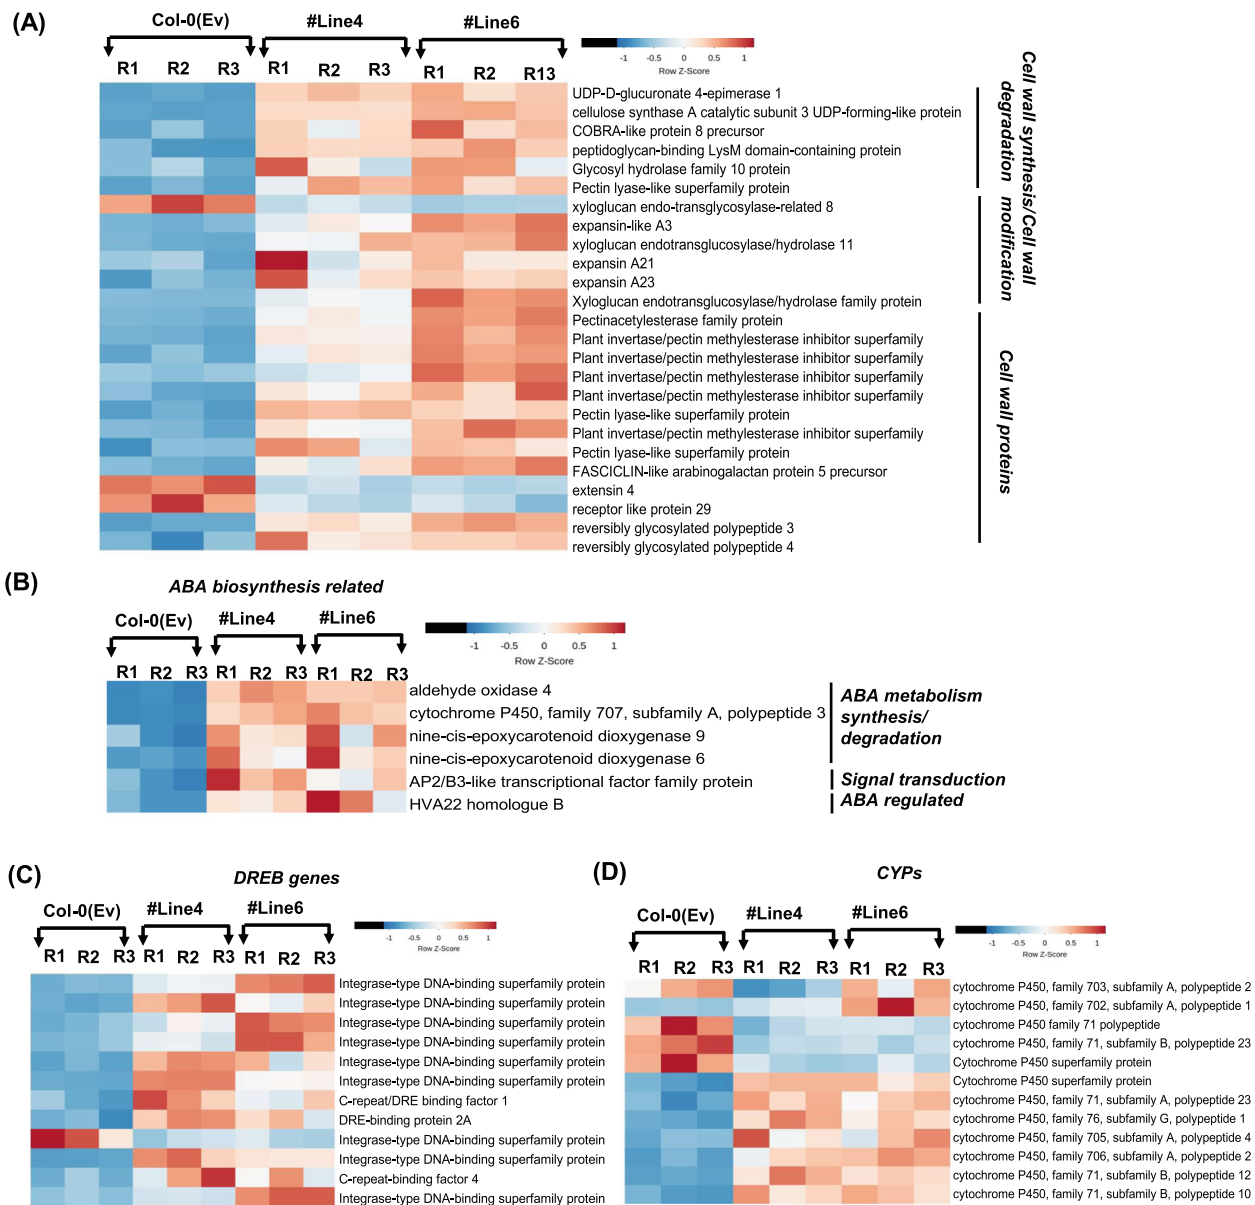 (A)
Col-0(Ev) #Line4 #Line6
R1 R2 R3 R1 R2 R3 R1 R2 R13
-1 -0.5 0 0.5 1
Row Z-Score
UDP-D-glucuronate 4-epimerase 1
cellulose synthase A catalytic subunit 3 UDP-forming-like protein
COBRA-like protein 8 precursor
peptidoglycan-binding LysM domain-containing protein
Glycosyl hydrolase family 10 protein
Pectin lyase-like superfamily protein
xyloglucan endo-transglycosylase-related 8
expansin-like A3
xyloglucan endotransglucosylase/hydrolase 11
expansin A21
expansin A23
Xyloglucan endotransglucosylase/hydrolase family protein
Pectinacetylesterase family protein
Plant invertase/pectin methylesterase inhibitor superfamily
Plant invertase/pectin methylesterase inhibitor superfamily
Plant invertase/pectin methylesterase inhibitor superfamily
Plant invertase/pectin methylesterase inhibitor superfamily
Pectin lyase-like superfamily protein
Plant invertase/pectin methylesterase inhibitor superfamily
Pectin lyase-like superfamily protein
FASCICLIN-like arabinogalactan protein 5 precursor
extensin 4
receptor like protein 29
reversibly glycosylated polypeptide 3
reversibly glycosylated polypeptide 4
Cell wall synthesis/Cell wall
degradation modification
Cell wall proteins
(B)
ABA biosynthesis related
Col-0(Ev) #Line4 #Line6
R1 R2 R3 R1 R2 R3 R1 R2 R3
-1 -0.5 0 0.5 1
Row Z-Score
aldehyde oxidase 4
cytochrome P450, family 707, subfamily A, polypeptide 3
nine-cis-epoxycarotenoid dioxygenase 9
nine-cis-epoxycarotenoid dioxygenase 6
AP2/B3-like transcriptional factor family protein
HVA22 homologue B
ABA metabolism
synthesis/
degradation
Signal transduction
ABA regulated
(C)
DREB genes
Col-0(Ev) #Line4 #Line6
R1 R2 R3 R1 R2 R3 R1 R2 R3
-1 -0.5 0 0.5 1
Row Z-Score
Integrase-type DNA-binding superfamily protein
Integrase-type DNA-binding superfamily protein
Integrase-type DNA-binding superfamily protein
Integrase-type DNA-binding superfamily protein
Integrase-type DNA-binding superfamily protein
Integrase-type DNA-binding superfamily protein
C-repeat/DRE binding factor 1
DRE-binding protein 2A
Integrase-type DNA-binding superfamily protein
Integrase-type DNA-binding superfamily protein
C-repeat-binding factor 4
Integrase-type DNA-binding superfamily protein
(D)
CYPs
Col-0(Ev) #Line4 #Line6
R1 R2 R3 R1 R2 R3 R1 R2 R3
-1 -0.5 0 0.5 1
Row Z-Score
cytochrome P450, family 703, subfamily A, polypeptide 2
cytochrome P450, family 702, subfamily A, polypeptide 1
cytochrome P450 family 71 polypeptide
cytochrome P450, family 71, subfamily B, polypeptide 23
Cytochrome P450 superfamily protein
Cytochrome P450 superfamily protein
cytochrome P450, family 71, subfamily A, polypeptide 23
cytochrome P450, family 76, subfamily G, polypeptide 1
cytochrome P450, family 705, subfamily A, polypeptide 4
cytochrome P450, family 706, subfamily A, polypeptide 2
cytochrome P450, family 71, subfamily B, polypeptide 12
cytochrome P450, family 71, subfamily B, polypeptide 10